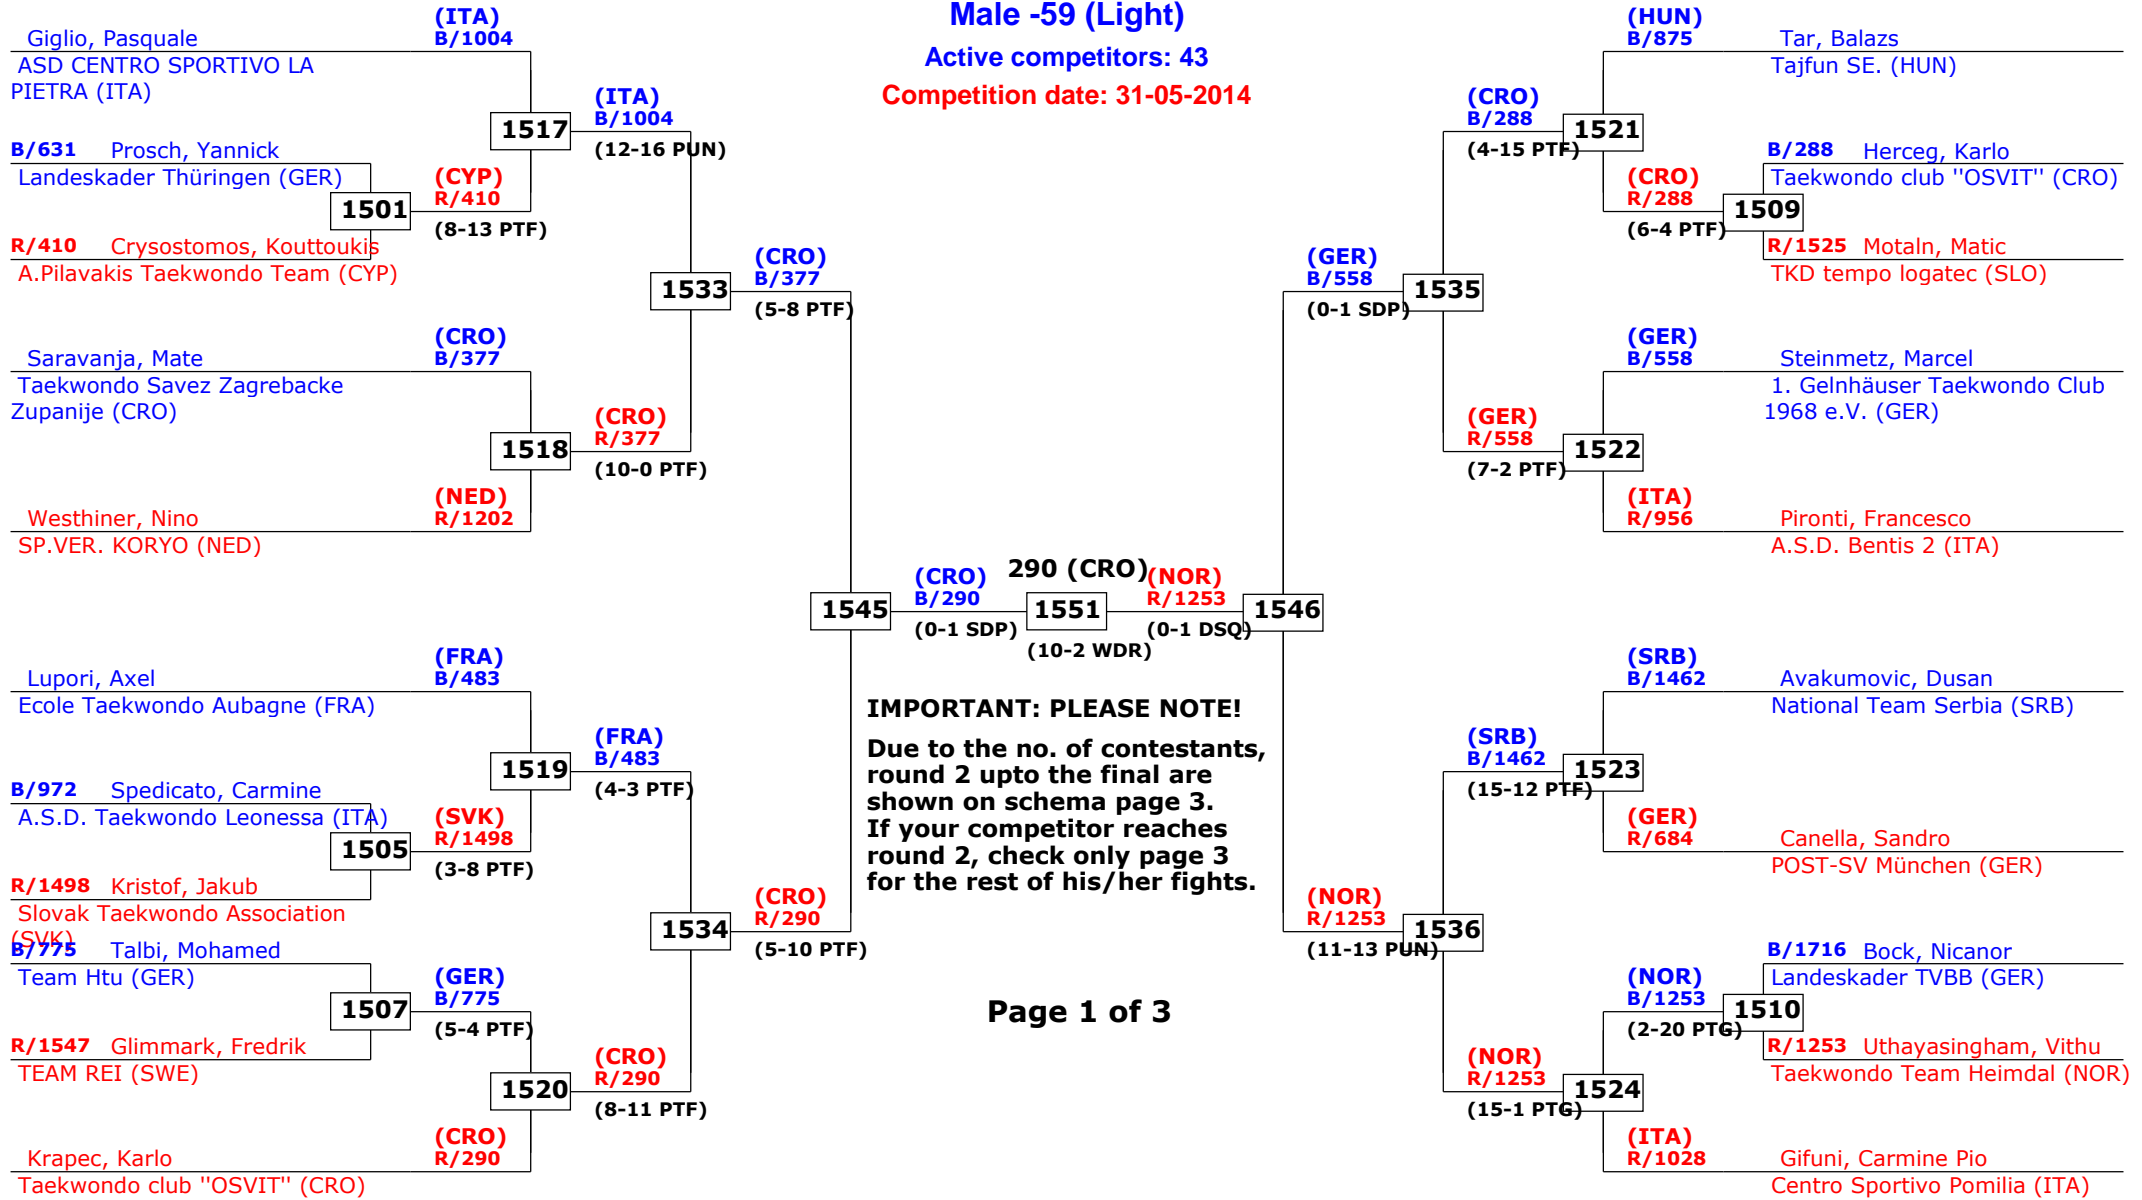 Male -59 (Light)
Active competitors: 43
Competition date: 31-05-2014
(ITA)
Giglio, Pasquale B/1004
ASD CENTRO SPORTIVO LA
PIETRA (ITA)
(ITA)
B/1004
1517
(12-16 PUN)
B/631 Prosch, Yannick
Landeskader Thüringen (GER)
(CYP)
R/410
1501
(8-13 PTF)
R/410 Crysostomos, Kouttoukis
A.Pilavakis Taekwondo Team (CYP)
(CRO)
B/377
1533
(5-8 PTF)
(CRO)
Saravanja, Mate B/377
Taekwondo Savez Zagrebacke
Zupanije (CRO)
(CRO)
R/377
1518
(10-0 PTF)
(NED)
Westhiner, Nino R/1202
SP.VER. KORYO (NED)
290 (CRO)
(CRO)
B/290
(NOR)
R/1253
1545
1551
1546
(0-1 SDP)
(0-1 DSQ)
(10-2 WDR)
(FRA)
Lupori, Axel B/483
Ecole Taekwondo Aubagne (FRA)
(FRA)
B/483
1519
(4-3 PTF)
B/972 Spedicato, Carmine
A.S.D. Taekwondo Leonessa (ITA)
(SVK)
R/1498
1505
(3-8 PTF)
R/1498 Kristof, Jakub
Slovak Taekwondo Association
(SVK)
(CRO)
R/290
1534
(5-10 PTF)
B/775 Talbi, Mohamed
Team Htu (GER)
(GER)
B/775
1507
(5-4 PTF)
R/1547 Glimmark, Fredrik
TEAM REI (SWE)
(CRO)
R/290
1520
(8-11 PTF)
(CRO)
Krapec, Karlo R/290
Taekwondo club "OSVIT" (CRO)
IMPORTANT: PLEASE NOTE!
Due to the no. of contestants,
round 2 upto the final are
shown on schema page 3.
If your competitor reaches
round 2, check only page 3
for the rest of his/her fights.
Page 1 of 3
(HUN)
B/875 Tar, Balazs
Tajfun SE. (HUN)
(CRO)
B/288
1521
(4-15 PTF)
B/288 Herceg, Karlo
Taekwondo club "OSVIT" (CRO)
(CRO)
R/288
1509
(6-4 PTF)
R/1525 Motaln, Matic
TKD tempo logatec (SLO)
(GER)
B/558
1535
(0-1 SDP)
(GER)
B/558 Steinmetz, Marcel
1. Gelnhäuser Taekwondo Club
1968 e.V. (GER)
(GER)
R/558
1522
(7-2 PTF)
(ITA)
R/956 Pironti, Francesco
A.S.D. Bentis 2 (ITA)
(SRB)
B/1462 Avakumovic, Dusan
National Team Serbia (SRB)
(SRB)
B/1462
1523
(15-12 PTF)
(GER)
R/684 Canella, Sandro
POST-SV München (GER)
(NOR)
R/1253
1536
(11-13 PUN)
B/1716 Bock, Nicanor
Landeskader TVBB (GER)
(NOR)
B/1253
1510
(2-20 PTG)
R/1253 Uthayasingham, Vithu
Taekwondo Team Heimdal (NOR)
(NOR)
R/1253
1524
(15-1 PTG)
(ITA)
R/1028 Gifuni, Carmine Pio
Centro Sportivo Pomilia (ITA)